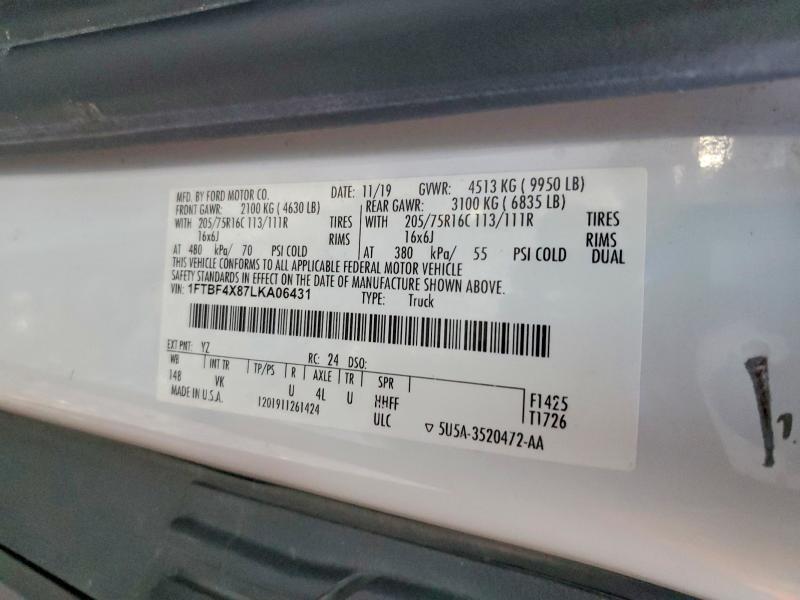 MFD. BY FORD MOTOR CO. DATE: 11/19 GVWR: 4513 KG ( 9950 LB)
FRONT GAWR: 2100 KG ( 4630 LB) REAR GAWR: 3100 KG ( 6835 LB)
WITH 205/75R16C 113/111R TIRES WITH 205/75R16C 113/111R TIRES
16x6J RIMS 16x6J RIMS
AT 480 kPa/ 70 PSI COLD AT 380 kPa/ 55 PSI COLD DUAL
THIS VEHICLE CONFORMS TO ALL APPLICABLE FEDERAL MOTOR VEHICLE
SAFETY STANDARDS IN EFFECT ON THE DATE OF MANUFACTURE SHOWN ABOVE.
VIN: 1FTBF4X87LKA06431 TYPE: Truck
EXT PNT: YZ RC: 24 DSO:
WB INT TR TP/PS R AXLE TR SPR
148 VK U 4L U HHFF F1425
MADE IN U.S.A. 1201911261424 ULC ▽ 5U5A-3520472-AA T1726